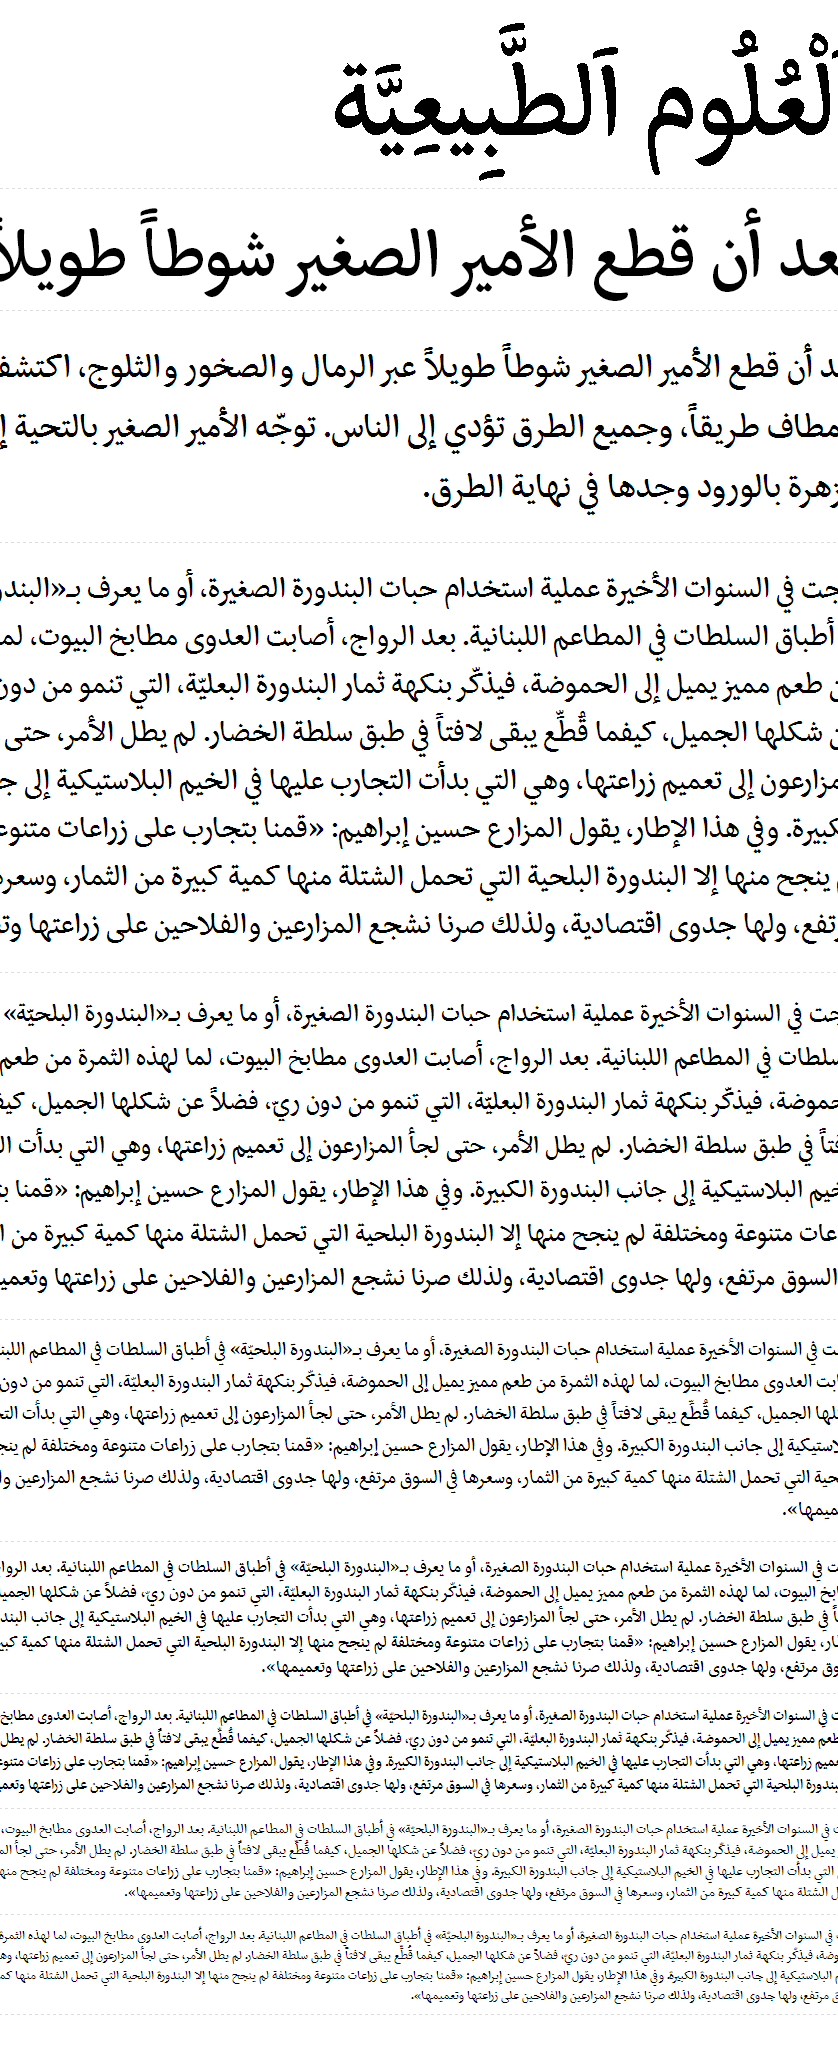 ٱلْعُلُوم ٱلطَّبِيعِيَّة
عد أن قطع الأمير الصغير شوطاً طويلاً
د أن قطع الأمير الصغير شوطاً طويلاً عبر الرمال والصخور والثلوج، اكتشف
مطاف طريقاً، وجميع الطرق تؤدي إلى الناس. توجّه الأمير الصغير بالتحية إ
زهرة بالورود وجدها في نهاية الطرق.
جت في السنوات الأخيرة عملية استخدام حبات البندورة الصغيرة، أو ما يعرف بـ«البندو
أطباق السلطات في المطاعم اللبنانية. بعد الرواج، أصابت العدوى مطابخ البيوت، لما
ن طعم مميز يميل إلى الحموضة، فيذكّر بنكهة ثمار البندورة البعليّة، التي تنمو من دون
ن شكلها الجميل، كيفما قُطِّع يبقى لافتاً في طبق سلطة الخضار. لم يطل الأمر، حتى
مزارعون إلى تعميم زراعتها، وهي التي بدأت التجارب عليها في الخيم البلاستيكية إلى جا
كبيرة. وفي هذا الإطار، يقول المزارع حسين إبراهيم: «قمنا بتجارب على زراعات متنوعة
م ينجح منها إلا البندورة البلحية التي تحمل الشتلة منها كمية كبيرة من الثمار، وسعره
رتفع، ولها جدوى اقتصادية، ولذلك صرنا نشجع المزارعين والفلاحين على زراعتها وتع
جت في السنوات الأخيرة عملية استخدام حبات البندورة الصغيرة، أو ما يعرف بـ«البندورة البلحيّة»
سلطات في المطاعم اللبنانية. بعد الرواج، أصابت العدوى مطابخ البيوت، لما لهذه الثمرة من طعم
حموضة، فيذكّر بنكهة ثمار البندورة البعليّة، التي تنمو من دون ريّ، فضلاً عن شكلها الجميل، كيف
فتاً في طبق سلطة الخضار. لم يطل الأمر، حتى لجأ المزارعون إلى تعميم زراعتها، وهي التي بدأت ال
خيم البلاستيكية إلى جانب البندورة الكبيرة. وفي هذا الإطار، يقول المزارع حسين إبراهيم: «قمنا بت
عات متنوعة ومختلفة لم ينجح منها إلا البندورة البلحية التي تحمل الشتلة منها كمية كبيرة من ا
السوق مرتفع، ولها جدوى اقتصادية، ولذلك صرنا نشجع المزارعين والفلاحين على زراعتها وتعمي
ت في السنوات الأخيرة عملية استخدام حبات البندورة الصغيرة، أو ما يعرف بـ«البندورة البلحيّة» في أطباق السلطات في المطاعم اللبن
ابت العدوى مطابخ البيوت، لما لهذه الثمرة من طعم مميز يميل إلى الحموضة، فيذكّر بنكهة ثمار البندورة البعليّة، التي تنمو من دون
لها الجميل، كيفما قُطِّع يبقى لافتاً في طبق سلطة الخضار. لم يطل الأمر، حتى لجأ المزارعون إلى تعميم زراعتها، وهي التي بدأت التج
لاستيكية إلى جانب البندورة الكبيرة. وفي هذا الإطار، يقول المزارع حسين إبراهيم: «قمنا بتجارب على زراعات متنوعة ومختلفة لم ينج
حية التي تحمل الشتلة منها كمية كبيرة من الثمار، وسعرها في السوق مرتفع، ولها جدوى اقتصادية، ولذلك صرنا نشجع المزارعين وا
ميمها».
ت في السنوات الأخيرة عملية استخدام حبات البندورة الصغيرة، أو ما يعرف بـ«البندورة البلحيّة» في أطباق السلطات في المطاعم اللبنانية. بعد الروا
بخ البيوت، لما لهذه الثمرة من طعم مميز يميل إلى الحموضة، فيذكّر بنكهة ثمار البندورة البعليّة، التي تنمو من دون ريّ، فضلاً عن شكلها الجمي
اً في طبق سلطة الخضار. لم يطل الأمر، حتى لجأ المزارعون إلى تعميم زراعتها، وهي التي بدأت التجارب عليها في الخيم البلاستيكية إلى جانب البند
ار، يقول المزارع حسين إبراهيم: «قمنا بتجارب على زراعات متنوعة ومختلفة لم ينجح منها إلا البندورة البلحية التي تحمل الشتلة منها كمية كبي
وق مرتفع، ولها جدوى اقتصادية، ولذلك صرنا نشجع المزارعين والفلاحين على زراعتها وتعميمها».
ت في السنوات الأخيرة عملية استخدام حبات البندورة الصغيرة، أو ما يعرف بـ«البندورة البلحيّة» في أطباق السلطات في المطاعم اللبنانية. بعد الرواج، أصابت العدوى مطابخ
طعم مميز يميل إلى الحموضة، فيذكّر بنكهة ثمار البندورة البعليّة، التي تنمو من دون ريّ، فضلاً عن شكلها الجميل، كيفما قُطِّع يبقى لافتاً في طبق سلطة الخضار. لم يطل
ميم زراعتها، وهي التي بدأت التجارب عليها في الخيم البلاستيكية إلى جانب البندورة الكبيرة. وفي هذا الإطار، يقول المزارع حسين إبراهيم: «قمنا بتجارب على زراعات متنوعة
بندورة البلحية التي تحمل الشتلة منها كمية كبيرة من الثمار، وسعرها في السوق مرتفع، ولها جدوى اقتصادية، ولذلك صرنا نشجع المزارعين والفلاحين على زراعتها وتعمي
ت في السنوات الأخيرة عملية استخدام حبات البندورة الصغيرة، أو ما يعرف بـ«البندورة البلحيّة» في أطباق السلطات في المطاعم اللبنانية. بعد الرواج، أصابت العدوى مطابخ البيوت،
يميل إلى الحموضة، فيذكّر بنكهة ثمار البندورة البعليّة، التي تنمو من دون ريّ، فضلاً عن شكلها الجميل، كيفما قُطِّع يبقى لافتاً في طبق سلطة الخضار. لم يطل الأمر، حتى لجأ الم
التي بدأت التجارب عليها في الخيم البلاستيكية إلى جانب البندورة الكبيرة. وفي هذا الإطار، يقول المزارع حسين إبراهيم: «قمنا بتجارب على زراعات متنوعة ومختلفة لم ينجح منها
ل الشتلة منها كمية كبيرة من الثمار، وسعرها في السوق مرتفع، ولها جدوى اقتصادية، ولذلك صرنا نشجع المزارعين والفلاحين على زراعتها وتعميمها».
ت في السنوات الأخيرة عملية استخدام حبات البندورة الصغيرة، أو ما يعرف بـ«البندورة البلحيّة» في أطباق السلطات في المطاعم اللبنانية. بعد الرواج، أصابت العدوى مطابخ البيوت، لما لهذه الثمرة
وضة، فيذكّر بنكهة ثمار البندورة البعليّة، التي تنمو من دون ريّ، فضلاً عن شكلها الجميل، كيفما قُطِّع يبقى لافتاً في طبق سلطة الخضار. لم يطل الأمر، حتى لجأ المزارعون إلى تعميم زراعتها، وه
م البلاستيكية إلى جانب البندورة الكبيرة. وفي هذا الإطار، يقول المزارع حسين إبراهيم: «قمنا بتجارب على زراعات متنوعة ومختلفة لم ينجح منها إلا البندورة البلحية التي تحمل الشتلة منها كم
ق مرتفع، ولها جدوى اقتصادية، ولذلك صرنا نشجع المزارعين والفلاحين على زراعتها وتعميمها».